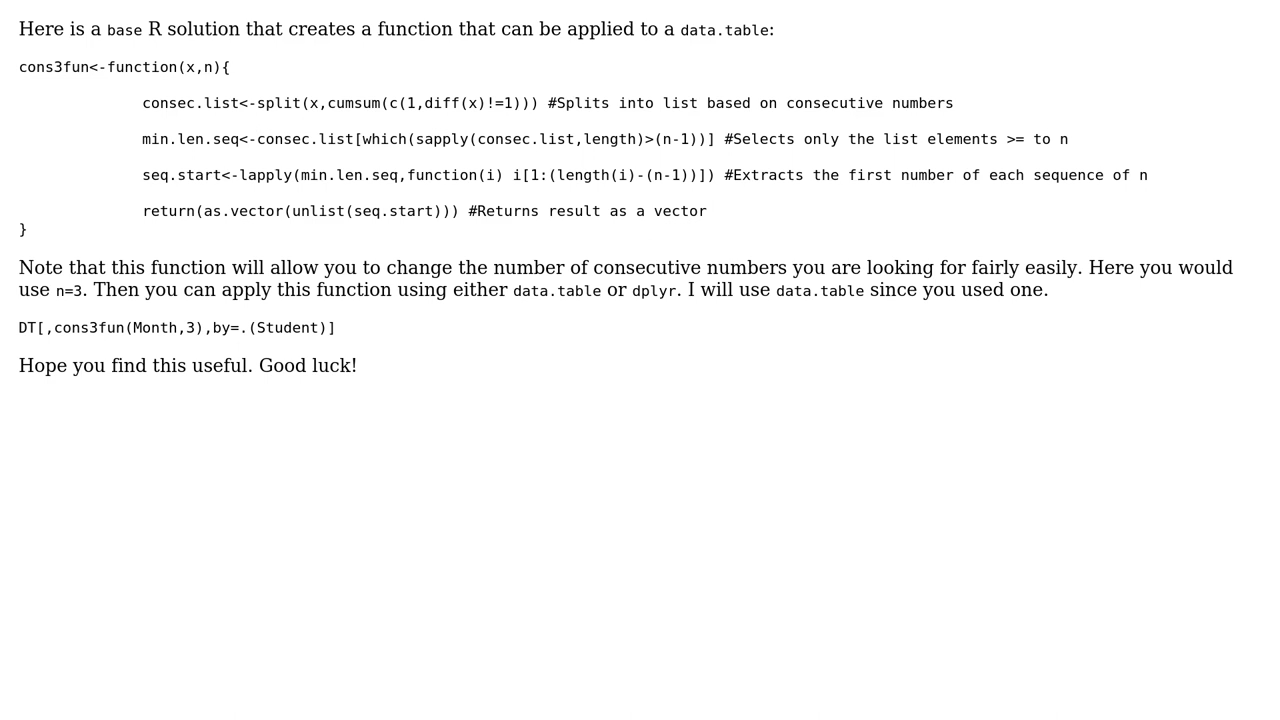 Here is a base R solution that creates a function that can be applied to a data.table:
cons3fun<-function(x,n){
consec.list<-split(x,cumsum(c(1,diff(x)!=1))) #Splits into list based on consecutive numbers
min.len.seq<-consec.list[which(sapply(consec.list,length)>(n-1))] #Selects only the list elements >= to n
seq.start<-lapply(min.len.seq,function(i) i[1:(length(i)-(n-1))]) #Extracts the first number of each sequence of n
return(as.vector(unlist(seq.start))) #Returns result as a vector
}
Note that this function will allow you to change the number of consecutive numbers you are looking for fairly easily. Here you would
use n=3. Then you can apply this function using either data.table or dplyr. I will use data.table since you used one.
DT[,cons3fun(Month,3),by=.(Student)]
Hope you find this useful. Good luck!